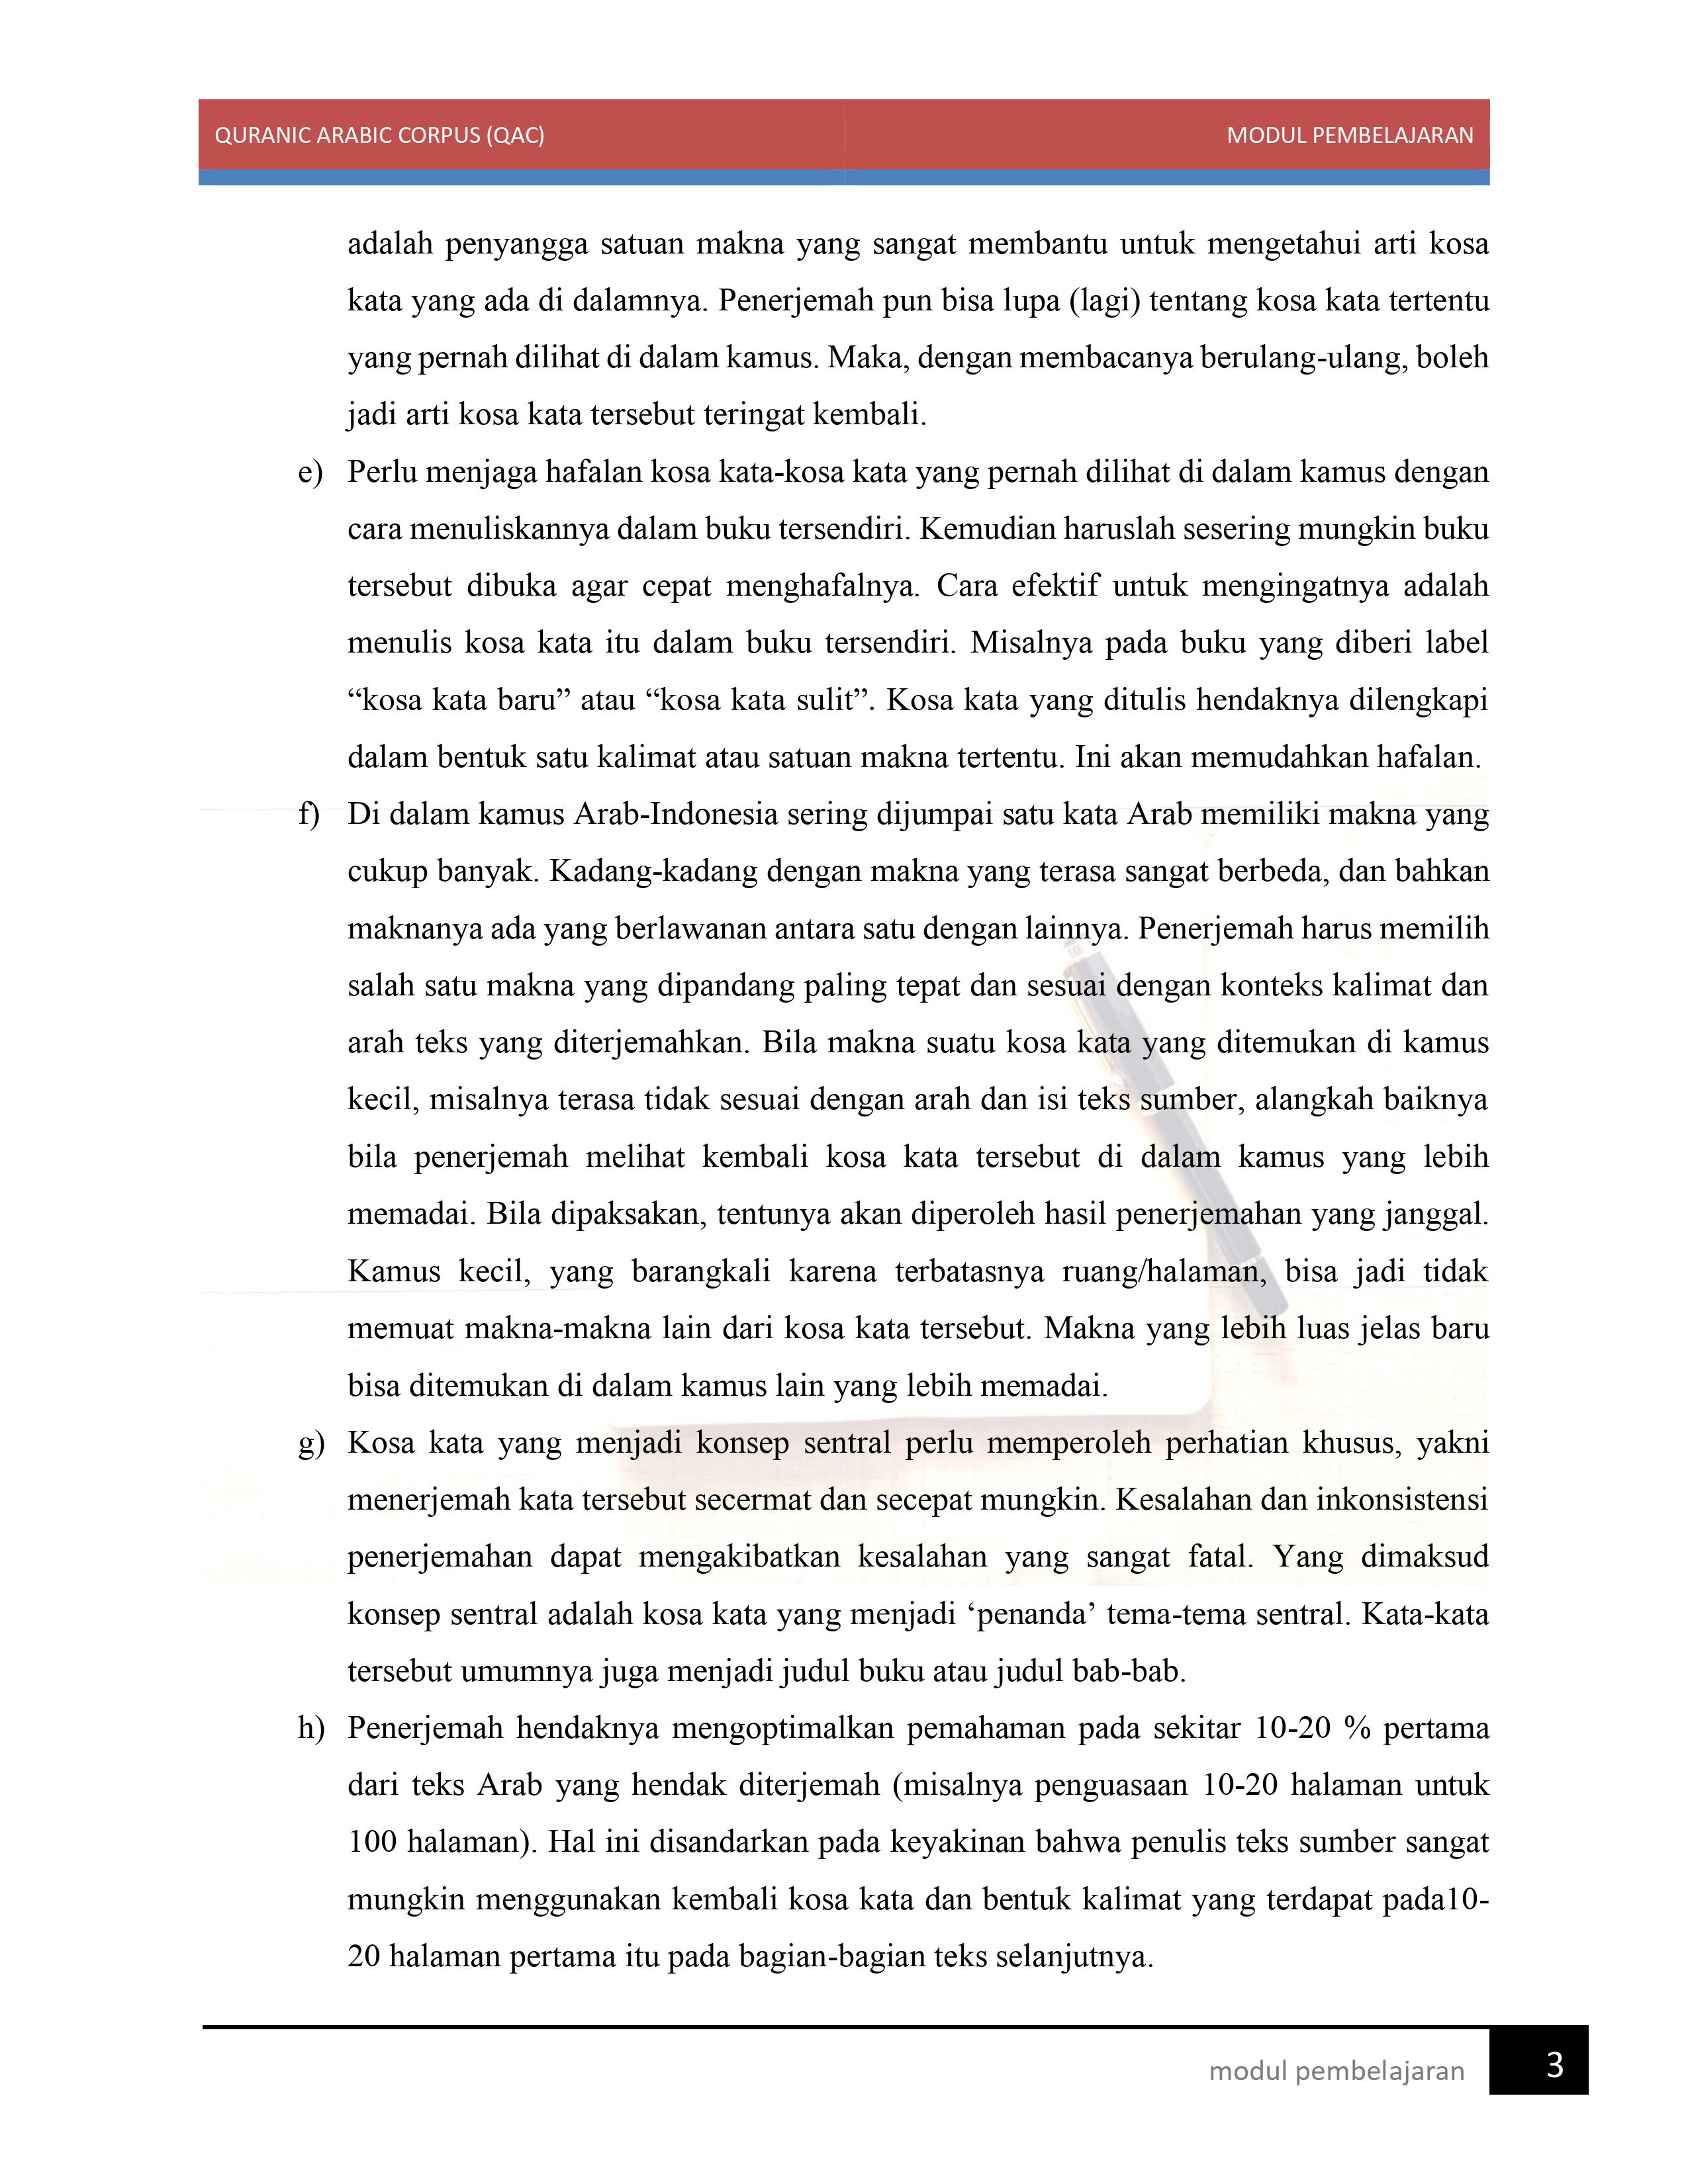 QURANIC ARABIC CORPUS (QAC) MODUL PEMBELAJARAN
adalah penyangga satuan makna yang sangat membantu untuk mengetahui arti kosa
kata yang ada di dalamnya. Penerjemah pun bisa lupa (lagi) tentang kosa kata tertentu
yang pernah dilihat di dalam kamus. Maka, dengan membacanya berulang-ulang, boleh
jadi arti kosa kata tersebut teringat kembali.
e) Perlu menjaga hafalan kosa kata-kosa kata yang pernah dilihat di dalam kamus dengan
cara menuliskannya dalam buku tersendiri. Kemudian haruslah sesering mungkin buku
tersebut dibuka agar cepat menghafalnya. Cara efektif untuk mengingatnya adalah
menulis kosa kata itu dalam buku tersendiri. Misalnya pada buku yang diberi label
“kosa kata baru” atau “kosa kata sulit”. Kosa kata yang ditulis hendaknya dilengkapi
dalam bentuk satu kalimat atau satuan makna tertentu. Ini akan memudahkan hafalan.
f) Di dalam kamus Arab-Indonesia sering dijumpai satu kata Arab memiliki makna yang
cukup banyak. Kadang-kadang dengan makna yang terasa sangat berbeda, dan bahkan
maknanya ada yang berlawanan antara satu dengan lainnya. Penerjemah harus memilih
salah satu makna yang dipandang paling tepat dan sesuai dengan konteks kalimat dan
arah teks yang diterjemahkan. Bila makna suatu kosa kata yang ditemukan di kamus
kecil, misalnya terasa tidak sesuai dengan arah dan isi teks sumber, alangkah baiknya
bila penerjemah melihat kembali kosa kata tersebut di dalam kamus yang lebih
memadai. Bila dipaksakan, tentunya akan diperoleh hasil penerjemahan yang janggal.
Kamus kecil, yang barangkali karena terbatasnya ruang/halaman, bisa jadi tidak
memuat makna-makna lain dari kosa kata tersebut. Makna yang lebih luas jelas baru
bisa ditemukan di dalam kamus lain yang lebih memadai.
g) Kosa kata yang menjadi konsep sentral perlu memperoleh perhatian khusus, yakni
menerjemah kata tersebut secermat dan secepat mungkin. Kesalahan dan inkonsistensi
penerjemahan dapat mengakibatkan kesalahan yang sangat fatal. Yang dimaksud
konsep sentral adalah kosa kata yang menjadi ‘penanda’ tema-tema sentral. Kata-kata
tersebut umumnya juga menjadi judul buku atau judul bab-bab.
h) Penerjemah hendaknya mengoptimalkan pemahaman pada sekitar 10-20 % pertama
dari teks Arab yang hendak diterjemah (misalnya penguasaan 10-20 halaman untuk
100 halaman). Hal ini disandarkan pada keyakinan bahwa penulis teks sumber sangat
mungkin menggunakan kembali kosa kata dan bentuk kalimat yang terdapat pada10-
20 halaman pertama itu pada bagian-bagian teks selanjutnya.
modul pembelajaran 3